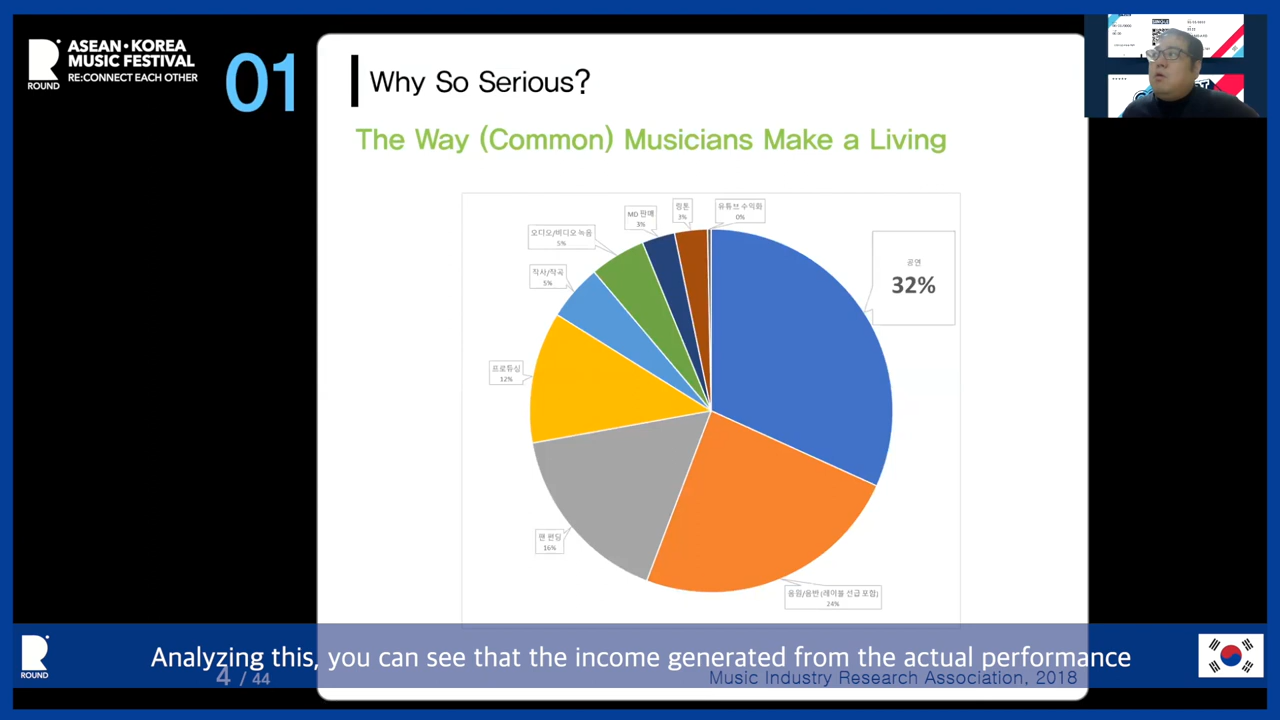 ROUND
ASEAN·KOREA
MUSIC FESTIVAL
RE:CONNECT EACH OTHER
01
Why So Serious?
The Way (Common) Musicians Make a Living
유튜브 수익화
0%
3%
MD 판매
3%
오디오/비디오 녹음
5%
작사/작곡
5%
프로듀싱
12%
팬 펀딩
16%
음원/음반 (레이블 선급 포함)
24%
공연
32%
Analyzing this, you can see that the income generated from the actual performance
4 / 44
Music Industry Research Association, 2018
ROUND